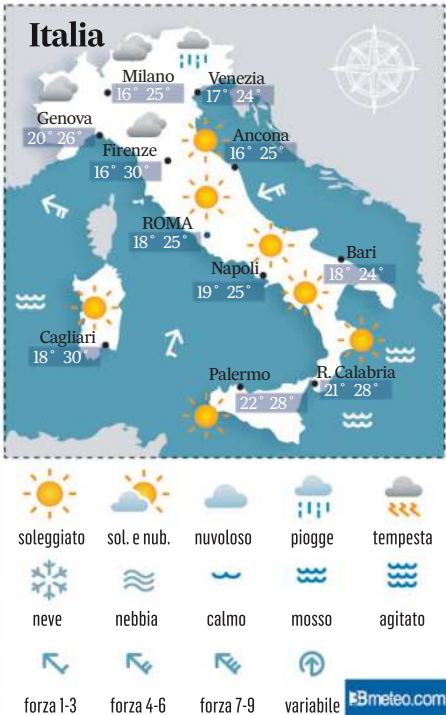 Italia
Milano
16° 25°
Venezia
17° 24°
Genova
20° 26°
Firenze
16° 30°
Ancona
16° 25°
ROMA
18° 25°
Napoli
19° 25°
Bari
18° 24°
Cagliari
18° 30°
Palermo
22° 28°
R. Calabria
21° 28°
soleggiato sol. e nub. nuvoloso piogge tempesta
neve nebbia calmo mosso agitato
forza 1-3 forza 4-6 forza 7-9 variabile
3Bmeteo.com